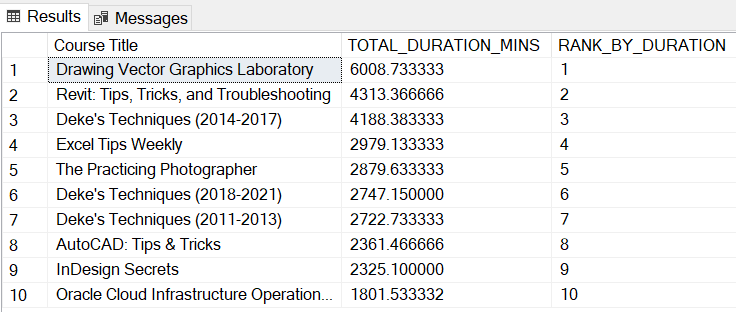 Results Messages
Course Title TOTAL_DURATION_MINS RANK_BY_DURATION
1 Drawing Vector Graphics Laboratory 6008.733333 1
2 Revit: Tips, Tricks, and Troubleshooting 4313.366666 2
3 Deke's Techniques (2014-2017) 4188.383333 3
4 Excel Tips Weekly 2979.133333 4
5 The Practicing Photographer 2879.633333 5
6 Deke's Techniques (2018-2021) 2747.150000 6
7 Deke's Techniques (2011-2013) 2722.733333 7
8 AutoCAD: Tips & Tricks 2361.466666 8
9 InDesign Secrets 2325.100000 9
10 Oracle Cloud Infrastructure Operation... 1801.533332 10